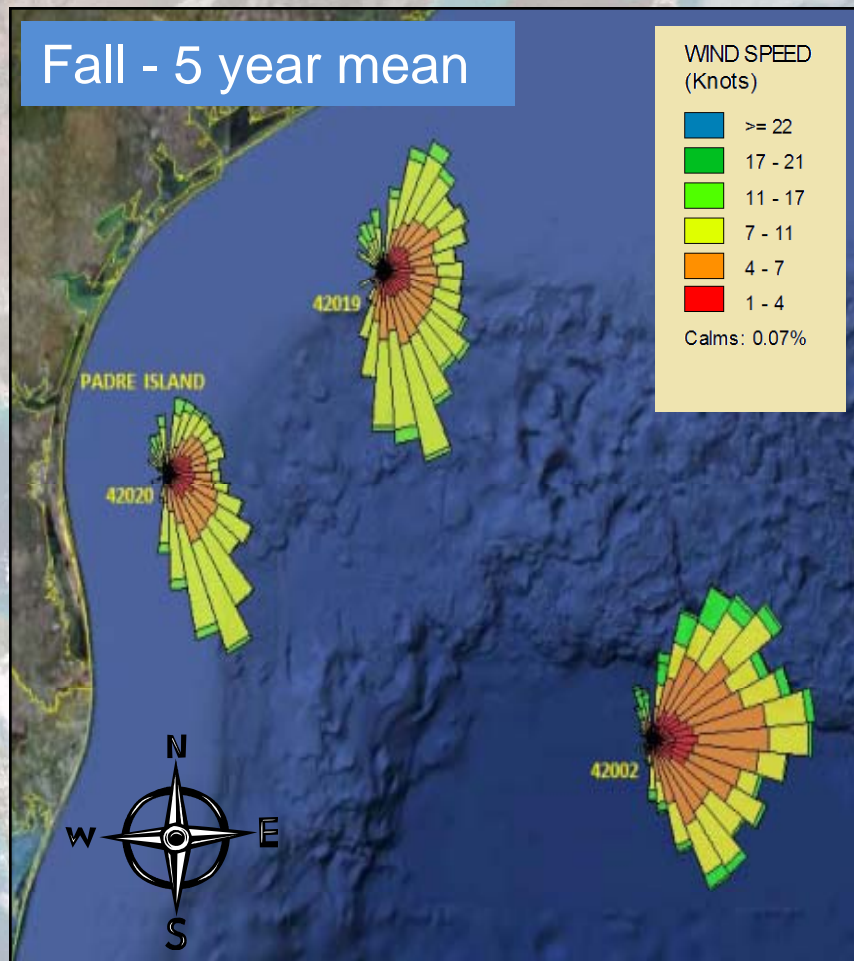 Fall - 5 year mean
WIND SPEED
(Knots)
>= 22
17 - 21
11 - 17
7 - 11
4 - 7
1 - 4
Calms: 0.07%
42019
PADRE ISLAND
42020
42002
N
W
E
S